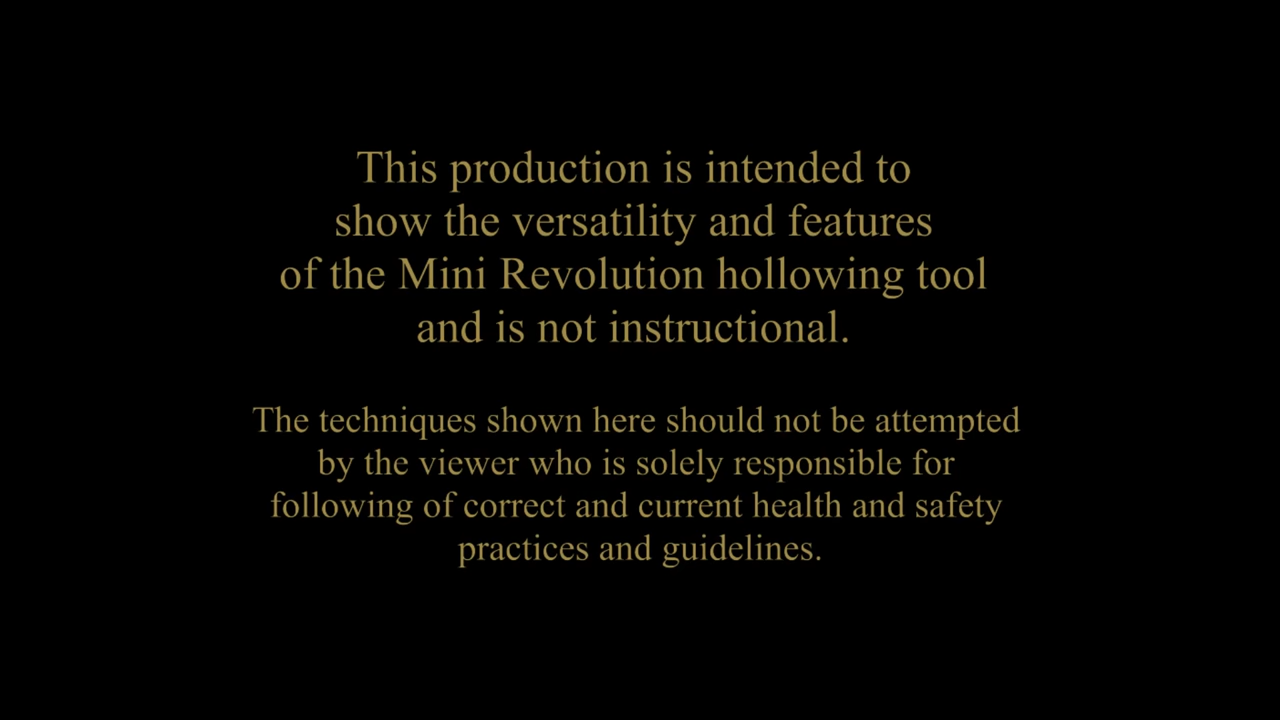 This production is intended to
show the versatility and features
of the Mini Revolution hollowing tool
and is not instructional.
The techniques shown here should not be attempted
by the viewer who is solely responsible for
following of correct and current health and safety
practices and guidelines.